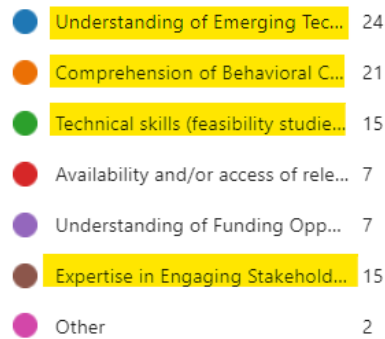 Understanding of Emerging Tec... 24
Comprehension of Behavioral C... 21
Technical skills (feasibility studie... 15
Availability and/or access of rele... 7
Understanding of Funding Opp... 7
Expertise in Engaging Stakehold... 15
Other 2